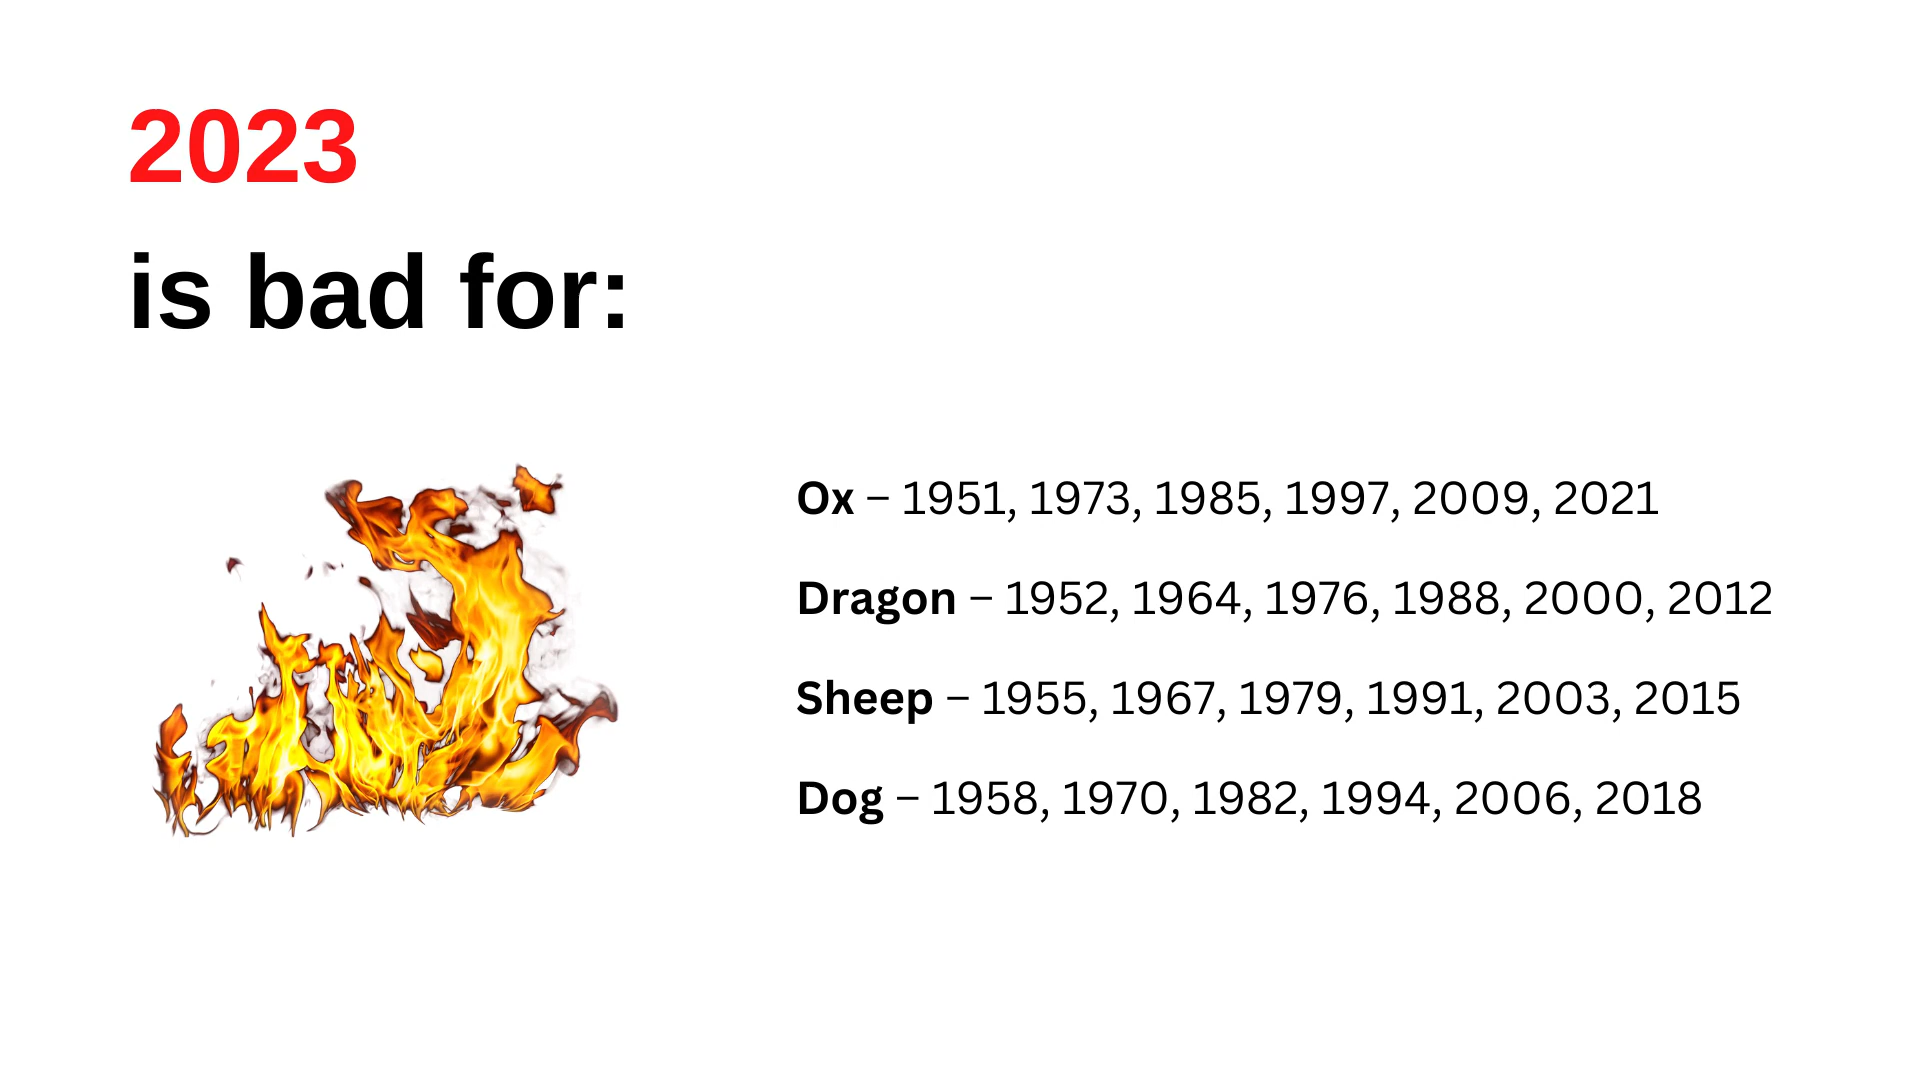 2023
is bad for:
Ox – 1951, 1973, 1985, 1997, 2009, 2021
Dragon – 1952, 1964, 1976, 1988, 2000, 2012
Sheep – 1955, 1967, 1979, 1991, 2003, 2015
Dog – 1958, 1970, 1982, 1994, 2006, 2018